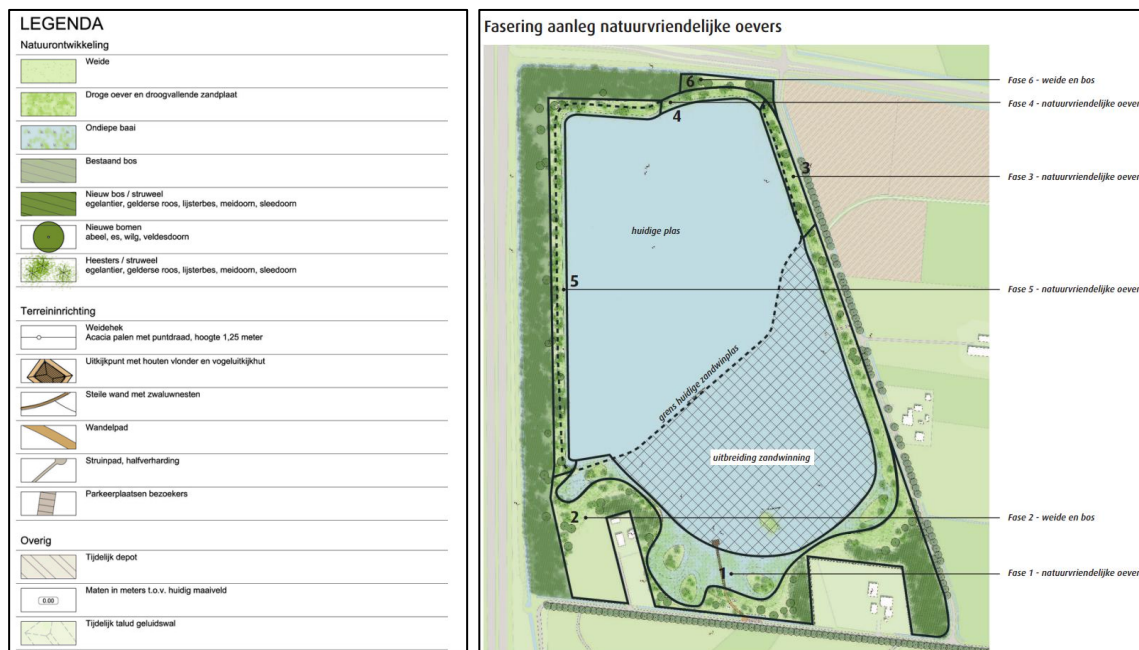 LEGENDA
Natuurontwikkeling
Weide
Droge oever en droogvallende zandplaat
Ondiepe baai
Bestaand bos
Nieuw bos / struweel
egelantier, gelderse roos, lijsterbes, meidoorn, sleedoorn
Nieuwe bomen
abeel, es, wilg, veldesdoorn
Heesters / struweel
egelantier, gelderse roos, lijsterbes, meidoorn, sleedoorn
Terreininrichting
Weidehek
Acacia palen met puntdraad, hoogte 1,25 meter
Uitkijkpunt met houten vlonder en vogeluitkijkhut
Steile wand met zwaluwnesten
Wandelpad
Struinpad, halfverharding
Parkeerplaatsen bezoekers
Overig
Tijdelijk depot
0.00
Maten in meters t.o.v. huidig maaiveld
Tijdelijk talud geluidswal
Fasering aanleg natuurvriendelijke oevers
6
Fase 6 - weide en bos
4
Fase 4 - natuurvriendelijke oever
3
Fase 3 - natuurvriendelijke oever
huidige plas
5
Fase 5 - natuurvriendelijke oever
grens huidige zandwinplas
uitbreiding zandwinning
2
Fase 2 - weide en bos
1
Fase 1 - natuurvriendelijke oever